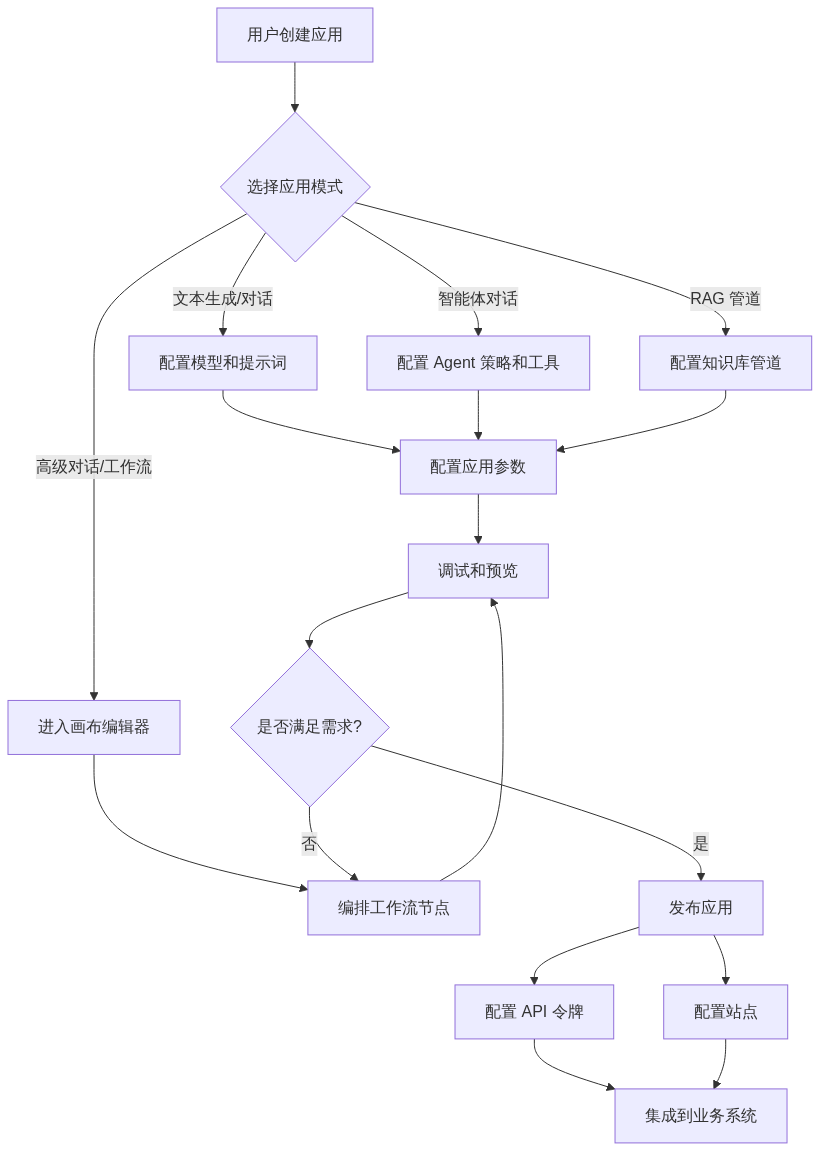 用户创建应用
选择应用模式
文本生成/对话
智能体对话
RAG 管道
配置模型和提示词
配置 Agent 策略和工具
配置知识库管道
高级对话/工作流
配置应用参数
调试和预览
进入画布编辑器
是否满足需求?
否
是
编排工作流节点
发布应用
配置 API 令牌
配置站点
集成到业务系统